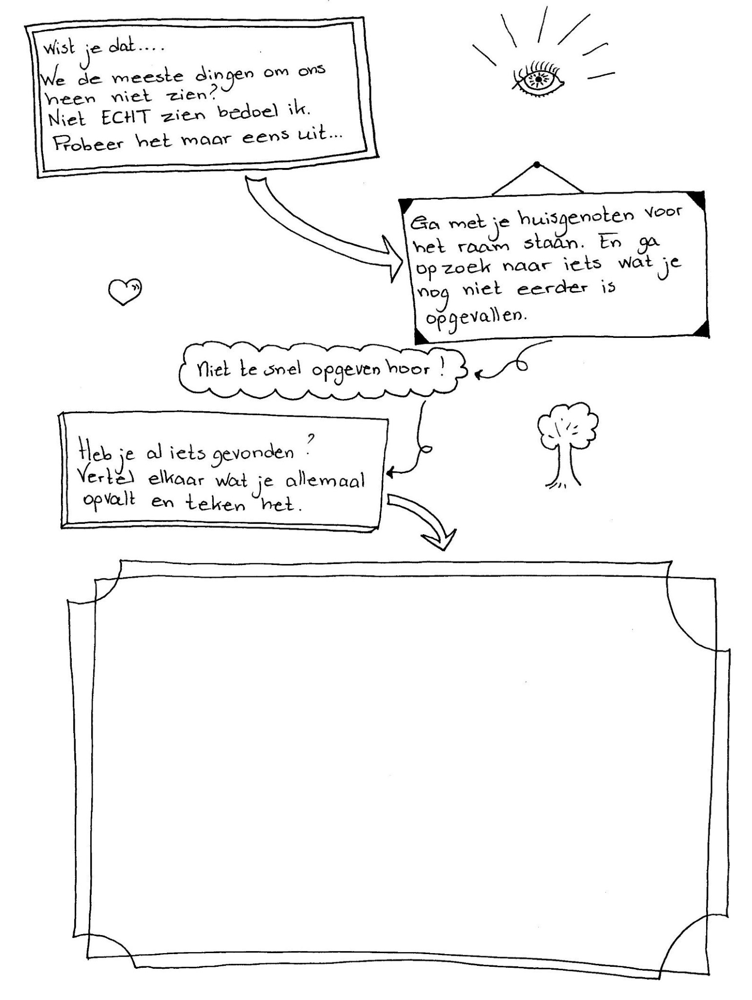 Wist je dat....
We de meeste dingen om ons
heen niet zien?
Niet ECHT zien bedoel ik.
Probeer het maar eens uit...
Ga met je huisgenoten voor
het raam staan. En ga
op zoek naar iets wat je
nog niet eerder is
opgevallen.
Niet te snel opgeven hoor!
Heb je al iets gevonden?
Vertel elkaar wat je allemaal
opvalt en teken het.